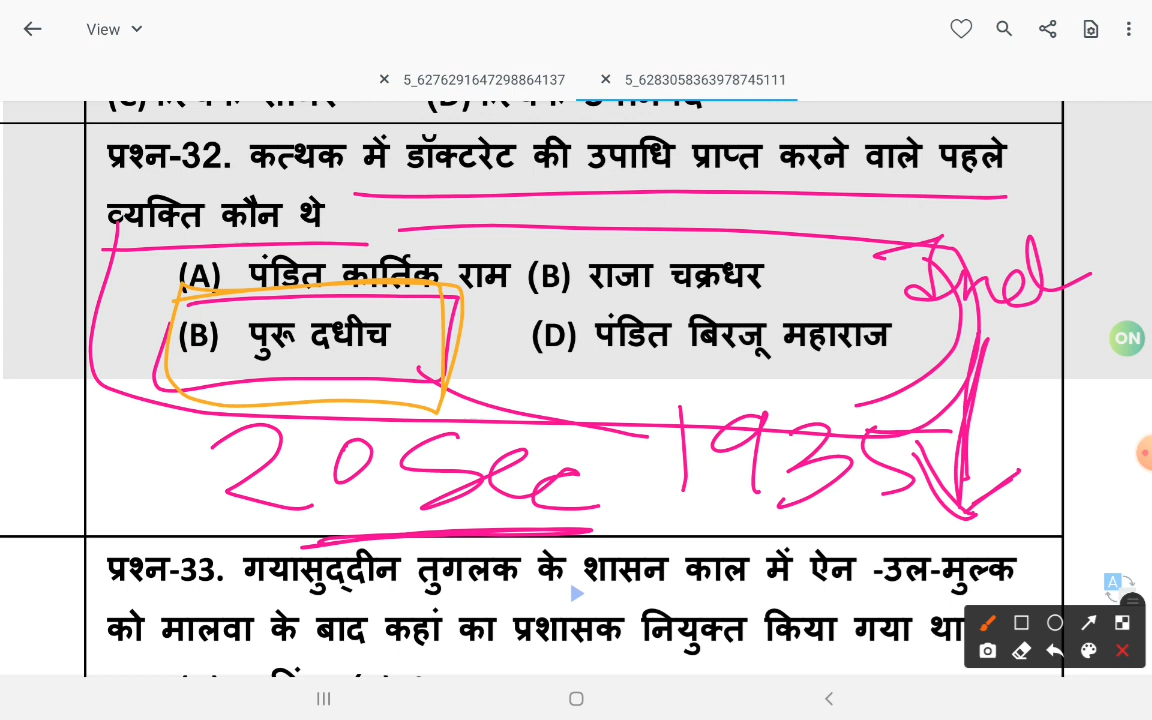 View
5_6276291647298864137
5_6283058363978745111
प्रश्न-32. कत्थक में डॉक्टरेट की उपाधि प्राप्त करने वाले पहले
व्यक्ति कौन थे
(A) पंडित कार्तिक राम (B) राजा चक्रधर
(B) पुरू दधीच (D) पंडित बिरजू महाराज
20 Sec 1935
प्रश्न-33. गयासुद्दीन तुगलक के शासन काल में ऐन -उल-मुल्क
को मालवा के बाद कहां का प्रशासक नियुक्त किया गया था
ON
A